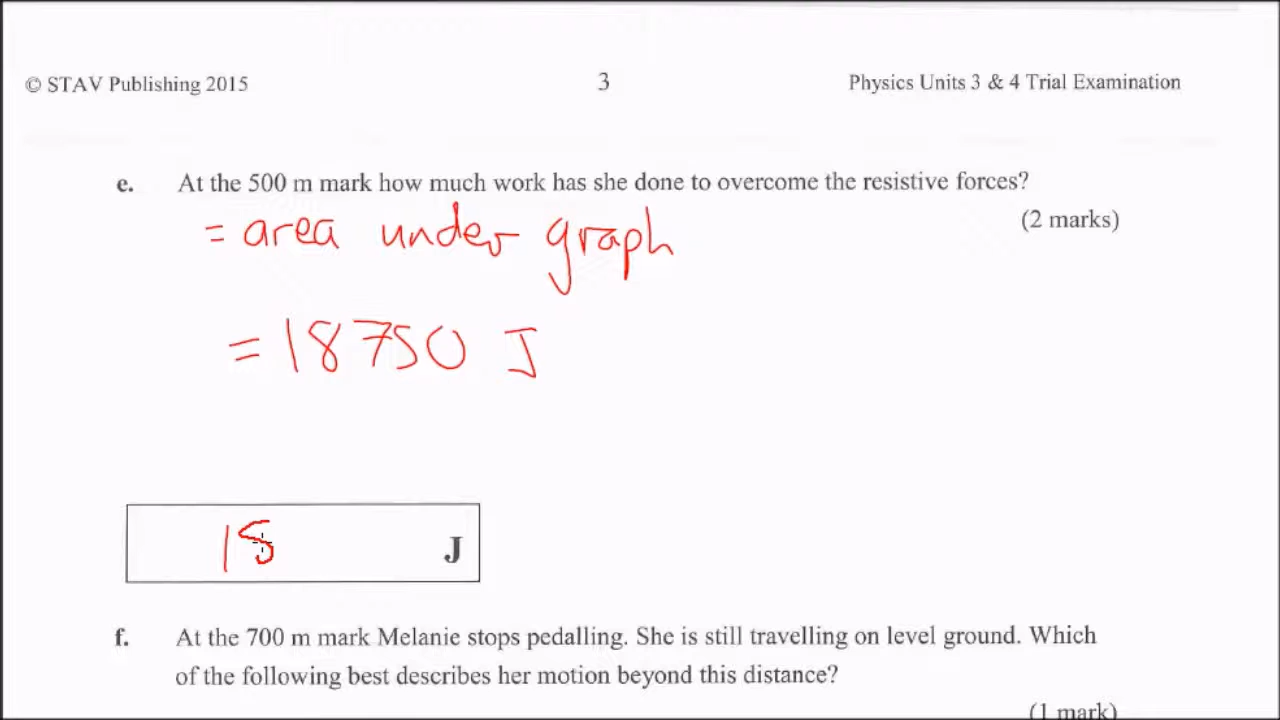 © STAV Publishing 2015 3 Physics Units 3 & 4 Trial Examination
e. At the 500 m mark how much work has she done to overcome the resistive forces?
(2 marks)
= area under graph
= 18750 J
18 J
f. At the 700 m mark Melanie stops pedalling. She is still travelling on level ground. Which
of the following best describes her motion beyond this distance?
(1 mark)